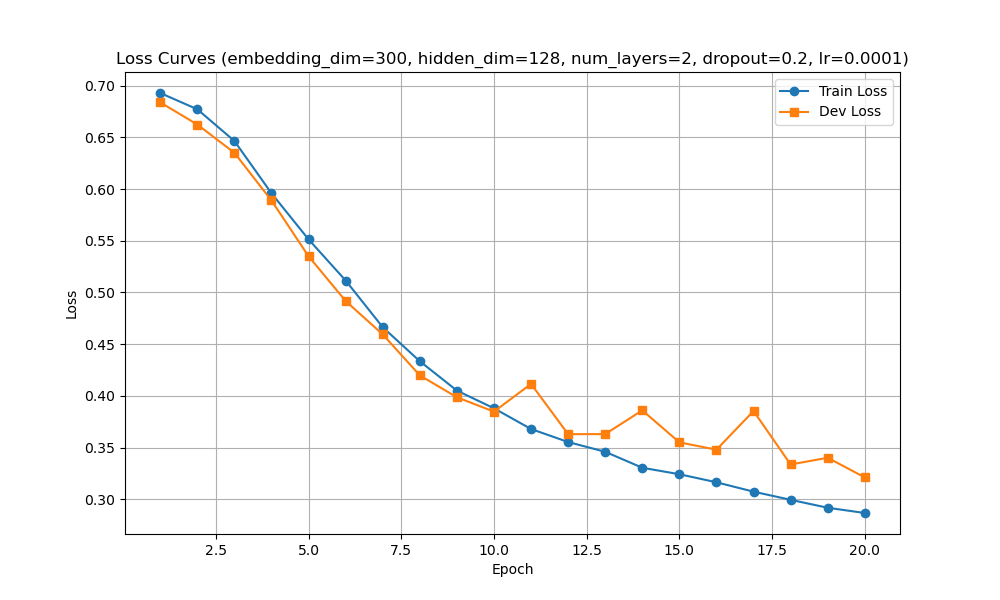 Loss Curves (embedding_dim=300, hidden_dim=128, num_layers=2, dropout=0.2, lr=0.0001)
Train Loss
Dev Loss
0.70
0.65
0.60
0.55
0.50
0.45
0.40
0.35
0.30
Loss
2.5 5.0 7.5 10.0 12.5 15.0 17.5 20.0
Epoch